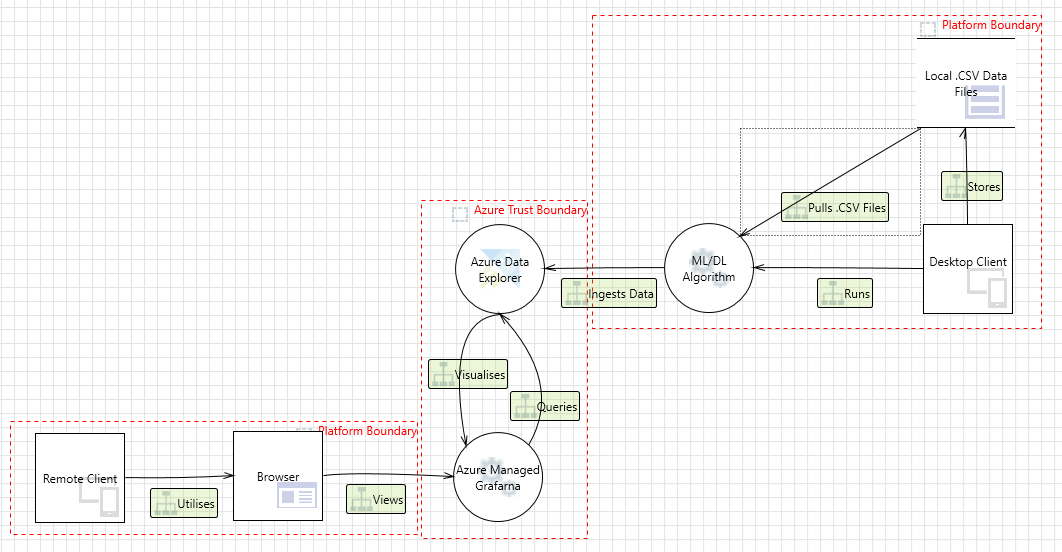 Platform Boundary
Local .CSV Data
Files
Pulls .CSV Files
Stores
Azure Trust Boundary
Azure Data
Explorer
ML/DL
Algorithm
Desktop Client
Ingests Data
Runs
Visualises
Queries
Platform Boundary
Remote Client
Browser
Azure Managed
Grafarna
Utilises
Views